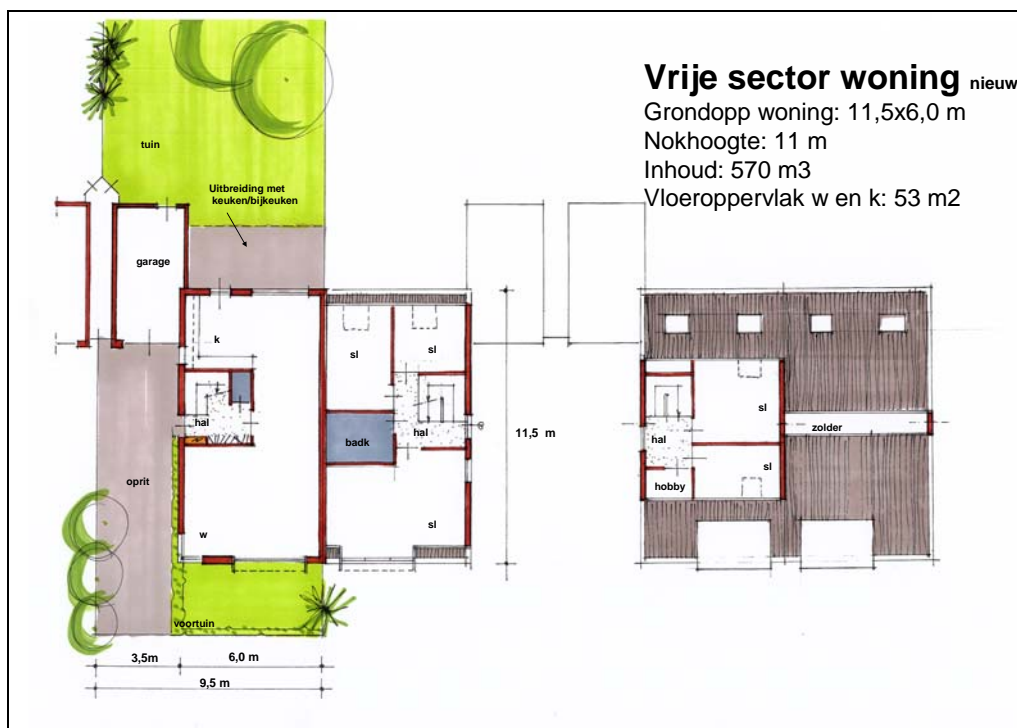 Vrije sector woning nieuw
Grondopp woning: 11,5x6,0 m
Nokhoogte: 11 m
Inhoud: 570 m3
Vloeroppervlak w en k: 53 m2
tuin
Uitbreiding met
keuken/bijkeuken
garage
k
sl
sl
hal
badk
hal
11,5 m
oprit
w
sl
voortuin
3,5m
6,0 m
9,5 m
sl
zolder
hal
sl
hobby